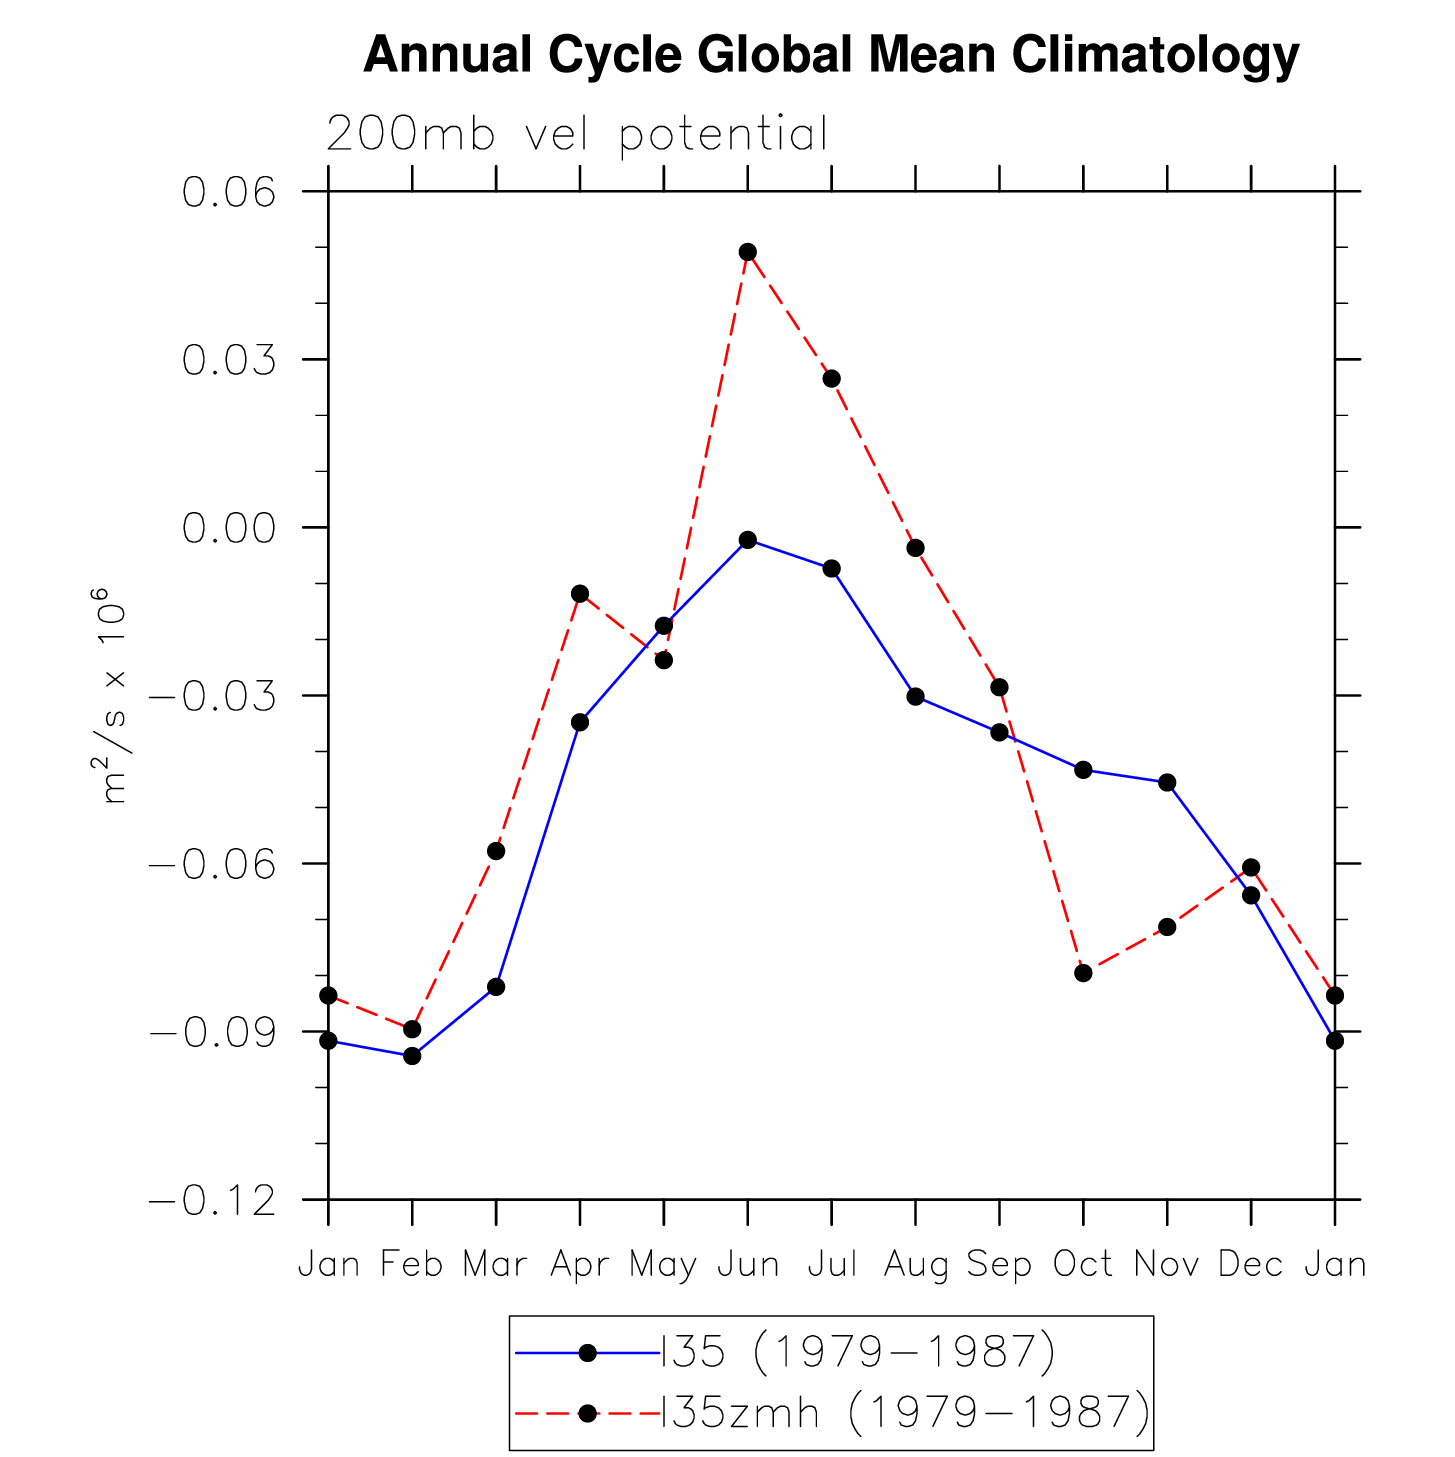 Annual Cycle Global Mean Climatology
200mb vel potential
0.06
0.03
0.00
−0.03
−0.06
−0.09
−0.12
m²/s x 10⁶
Jan Feb Mar Apr May Jun Jul Aug Sep Oct Nov Dec Jan
I35 (1979−1987)
I35zmh (1979−1987)